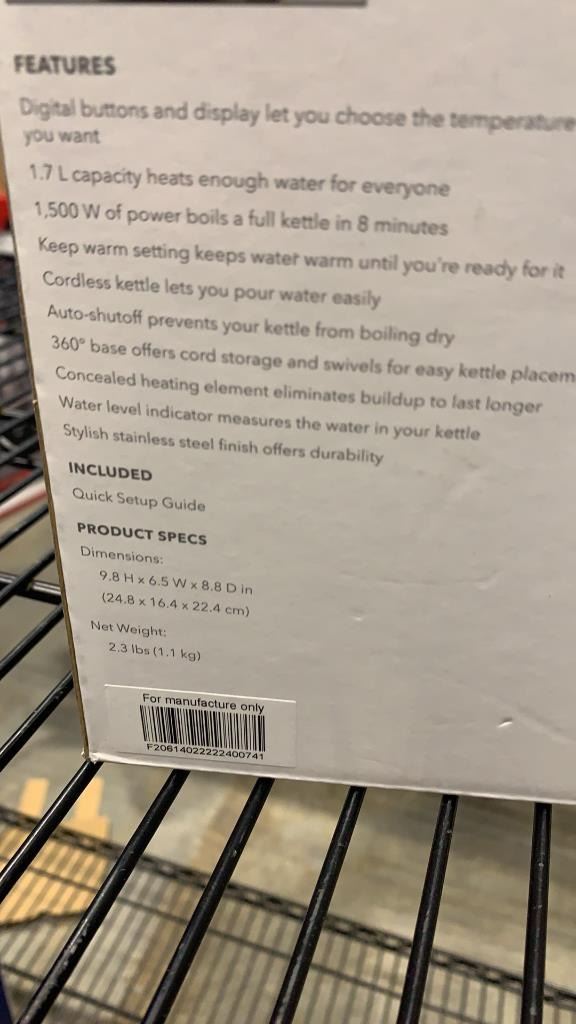 FEATURES
Digital buttons and display let you choose the temperature
you want
1.7 L capacity heats enough water for everyone
1,500 W of power boils a full kettle in 8 minutes
Keep warm setting keeps water warm until you're ready for it
Cordless kettle lets you pour water easily
Auto-shutoff prevents your kettle from boiling dry
360° base offers cord storage and swivels for easy kettle placem
Concealed heating element eliminates buildup to last longer
Water level indicator measures the water in your kettle
Stylish stainless steel finish offers durability
INCLUDED
Quick Setup Guide
PRODUCT SPECS
Dimensions:
9.8 H x 6.5 W x 8.8 D in
(24.8 x 16.4 x 22.4 cm)
Net Weight:
2.3 lbs (1.1 kg)
For manufacture only
F20614022222400741